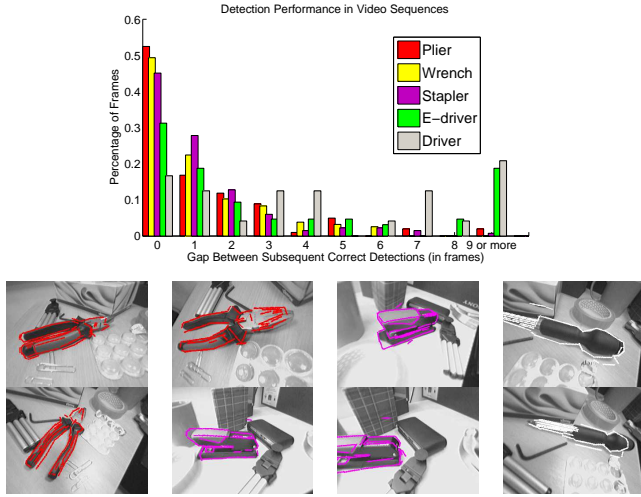 Detection Performance in Video Sequences
0.6
0.5
0.4
0.3
0.2
0.1
0
Percentage of Frames
Plier
Wrench
Stapler
E-driver
Driver
0 1 2 3 4 5 6 7 8 9 or more
Gap Between Subsequent Correct Detections (in frames)